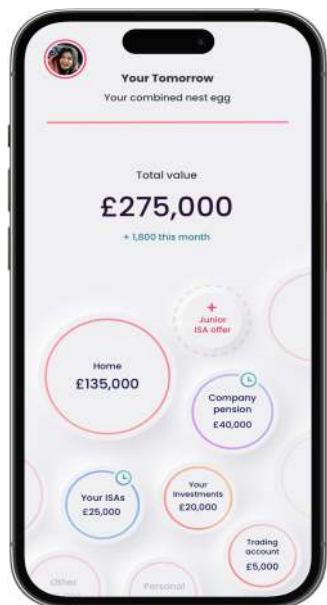 Your Tomorrow
Your combined nest egg
Total value
£275,000
+ 1,800 this month
+
Junior
ISA offer
Home
£135,000
Company
pension
£40,000
Your ISAs
£25,000
Your
Investments
£20,000
Trading
account
£5,000
Other
Personal